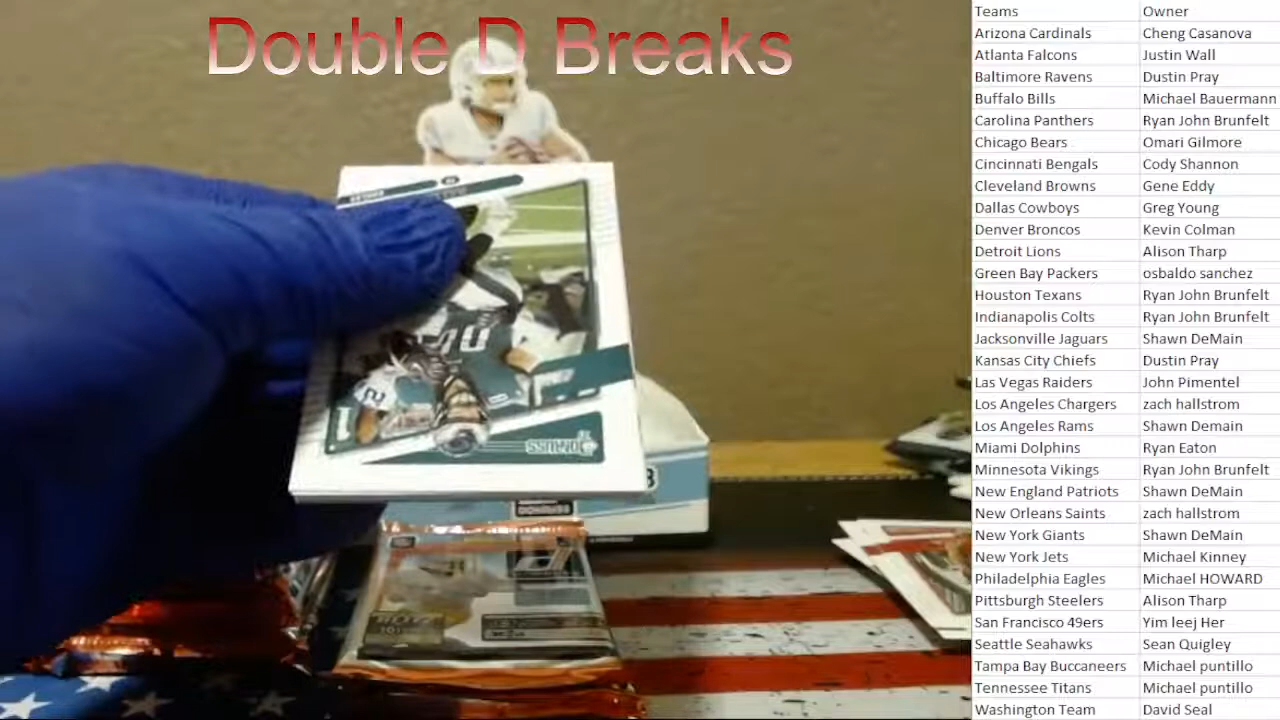 Double D Breaks
Teams Owner
Arizona Cardinals Cheng Casanova
Atlanta Falcons Justin Wall
Baltimore Ravens Dustin Pray
Buffalo Bills Michael Bauermann
Carolina Panthers Ryan John Brunfelt
Chicago Bears Omari Gilmore
Cincinnati Bengals Cody Shannon
Cleveland Browns Gene Eddy
Dallas Cowboys Greg Young
Denver Broncos Kevin Colman
Detroit Lions Alison Tharp
Green Bay Packers osbaldo sanchez
Houston Texans Ryan John Brunfelt
Indianapolis Colts Ryan John Brunfelt
Jacksonville Jaguars Shawn DeMain
Kansas City Chiefs Dustin Pray
Las Vegas Raiders John Pimentel
Los Angeles Chargers zach hallstrom
Los Angeles Rams Shawn Demain
Miami Dolphins Ryan Eaton
Minnesota Vikings Ryan John Brunfelt
New England Patriots Shawn DeMain
New Orleans Saints zach hallstrom
New York Giants Shawn DeMain
New York Jets Michael Kinney
Philadelphia Eagles Michael HOWARD
Pittsburgh Steelers Alison Tharp
San Francisco 49ers Yim leej Her
Seattle Seahawks Sean Quigley
Tampa Bay Buccaneers Michael puntillo
Tennessee Titans Michael puntillo
Washington Team David Seal
DONRUSS